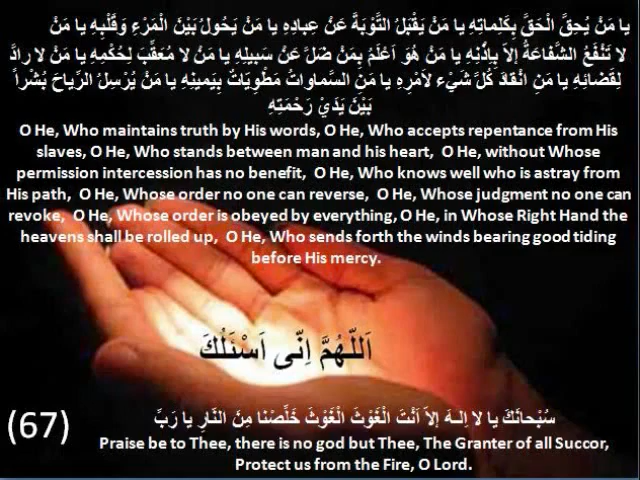 يا مَنْ يُحِقُّ الْحَقَّ بِكَلِماتِهِ يا مَنْ يَقْبَلُ التَّوْبَةَ عَنْ عِبادِهِ يا مَنْ يَحُولُ بَيْنَ الْمَرْءِ وَقَلْبِهِ يا مَنْ
لا تَنْفَعُ الشَّفاعَةُ إلاّ بِإِذْنِهِ يا مَنْ هُوَ اَعْلَمُ بِمَنْ ضَلَّ عَنْ سَبيلِهِ يا مَنْ لا مُعَقِّبَ لِحُكْمِهِ يا مَنْ لا رادَّ
لِقَضائِهِ يا مَنِ انْقادَ كُلُّ شَيْء لأَمْرِهِ يا مَنِ السَّماواتُ مَطْوِيّاتٌ بِيَمينِهِ يا مَنْ يُرْسِلُ الرِّياحَ بُشْراً
بَيْنَ يَدَيْ رَحْمَتِهِ
O He, Who maintains truth by His words, O He, Who accepts repentance from His
slaves, O He, Who stands between man and his heart, O He, without Whose
permission intercession has no benefit, O He, Who knows well who is astray from
His path, O He, Whose order no one can reverse, O He, Whose judgment no one can
revoke, O He, Whose order is obeyed by everything, O He, in Whose Right Hand the
heavens shall be rolled up, O He, Who sends forth the winds bearing good tiding
before His mercy.
اَللّهُمَّ اِنّى اَسْئَلُكَ
سُبْحانَكَ يا لا اِلـهَ إلاّ اَنْتَ الْغَوْثَ الْغَوْثَ خَلِّصْنا مِنَ النّارِ يا رَبِّ
(67)
Praise be to Thee, there is no god but Thee, The Granter of all Succor,
Protect us from the Fire, O Lord.